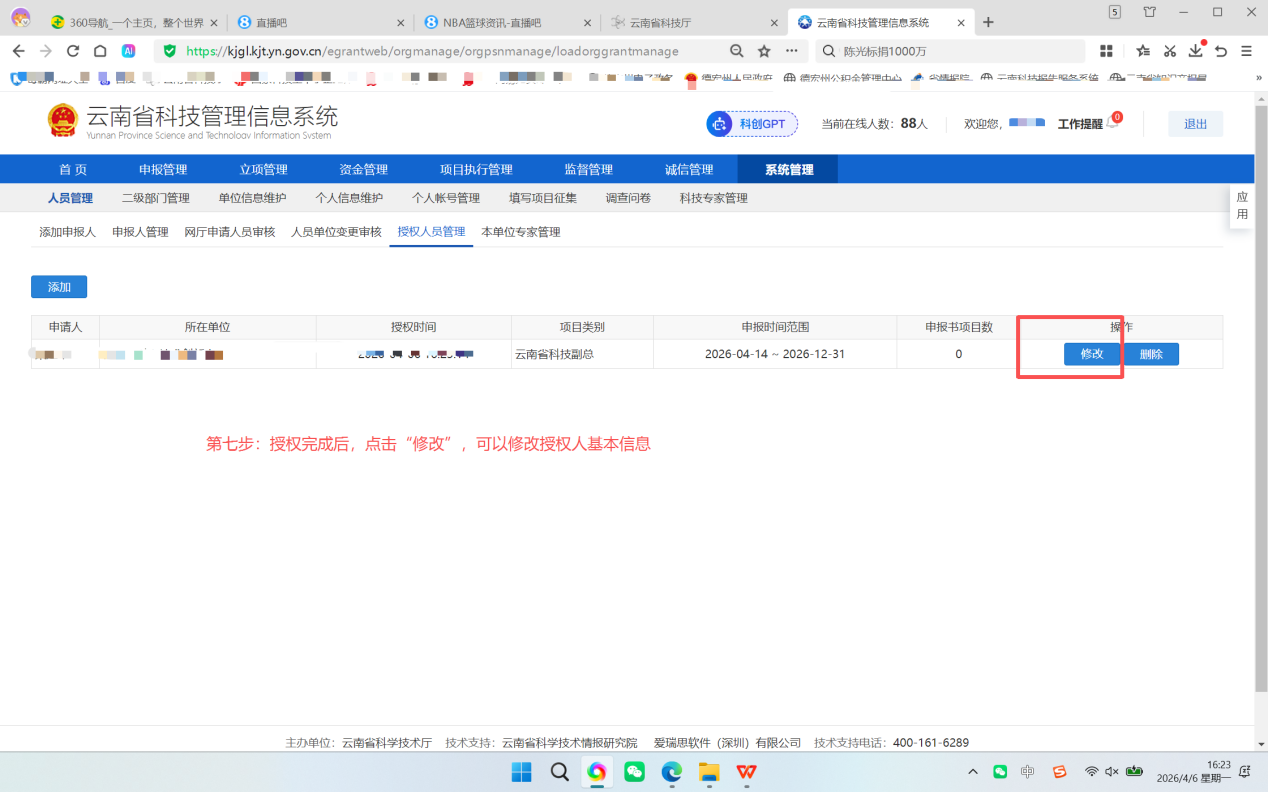 360导航_一个主页，整个世界
直播吧
NBA篮球资讯-直播吧
云南省科技厅
云南省科技管理信息系统
5
https://kjgl.kjt.yn.gov.cn/egrantweb/orgmanage/orgpsnmanage/loadorggrantmanage
陈光标捐1000万
德宏州人民政府
德宏州公积金管理中心
省情报院
云南科技报告服务系统
云南省科技管理信息系统
Yunnan Province Science and Technology Information System
科创GPT
当前在线人数：88人
欢迎您，
工作提醒
0
退出
首 页 申报管理 立项管理 资金管理 项目执行管理 监督管理 诚信管理 系统管理
人员管理 二级部门管理 单位信息维护 个人信息维护 个人帐号管理 填写项目征集 调查问卷 科技专家管理
应用
添加申报人 申报人管理 网厅申请人员审核 人员单位变更审核 授权人员管理 本单位专家管理
添加
申请人 所在单位 授权时间 项目类别 申报时间范围 申报书项目数 操作
云南省科技副总 2026-04-14 ~ 2026-12-31 0 修改 删除
第七步：授权完成后，点击“修改”，可以修改授权人基本信息
主办单位：云南省科学技术厅 技术支持：云南省科学技术情报研究院 爱瑞思软件（深圳）有限公司 技术支持电话：400-161-6289
中
16:23
2026/4/6 星期一